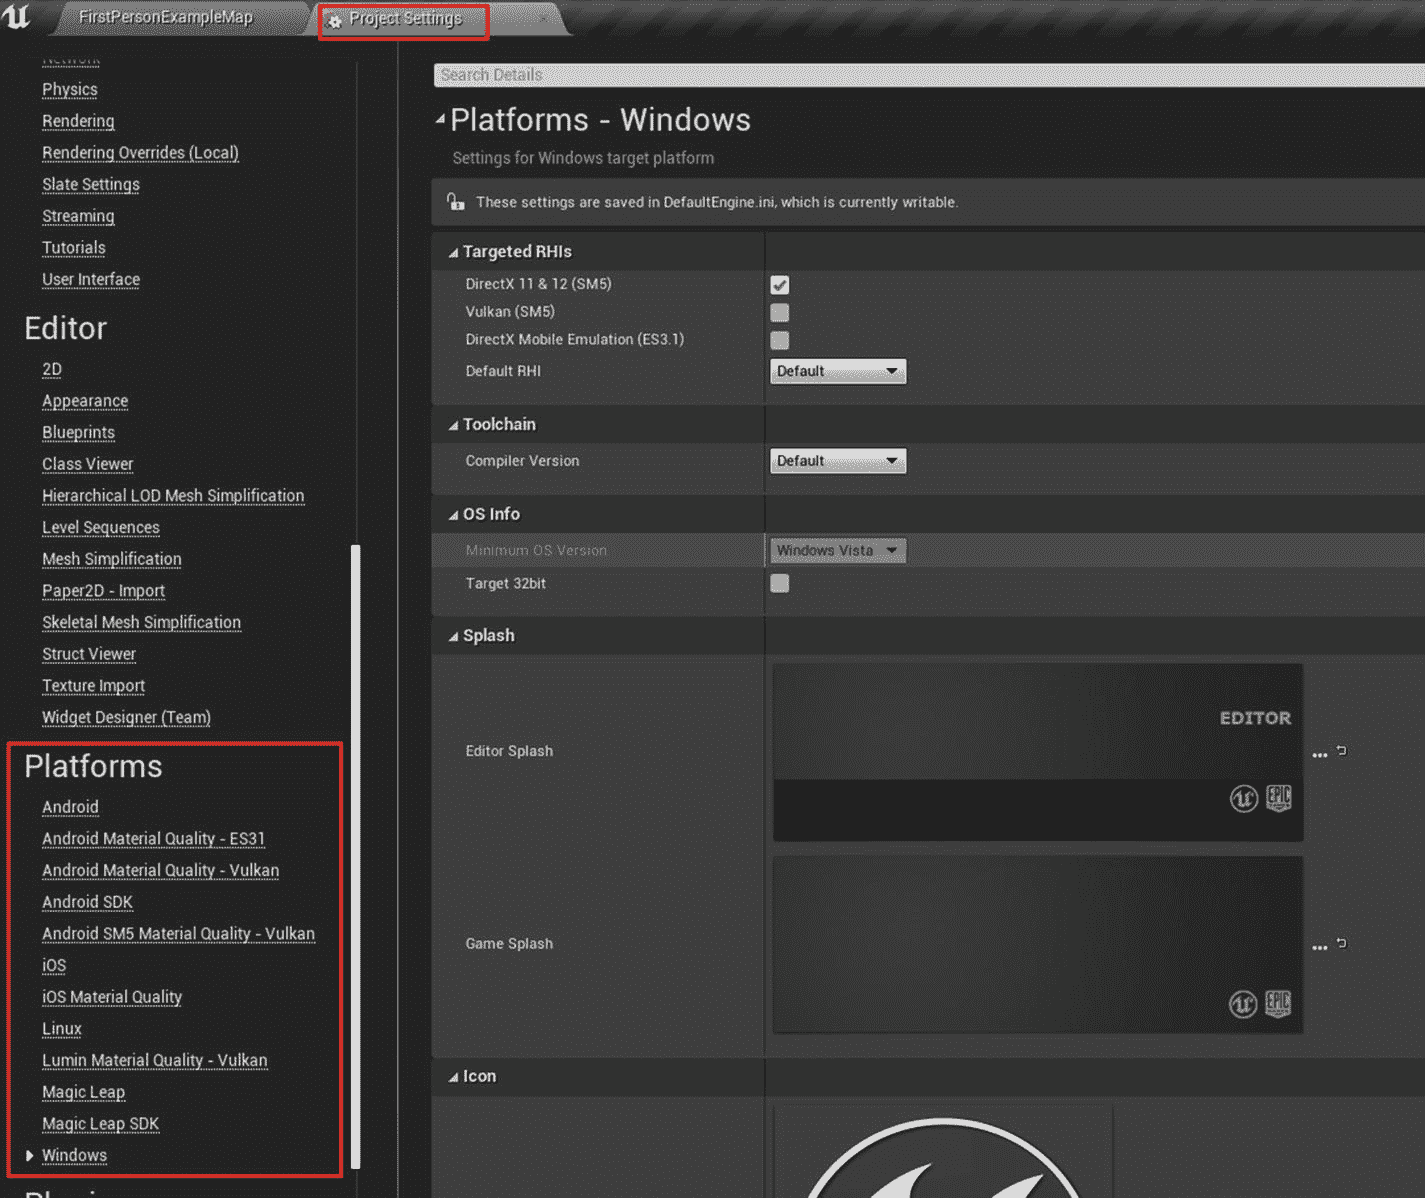 FirstPersonExampleMap
Project Settings
Network
Physics
Rendering
Rendering Overrides (Local)
Slate Settings
Streaming
Tutorials
User Interface
Editor
2D
Appearance
Blueprints
Class Viewer
Hierarchical LOD Mesh Simplification
Level Sequences
Mesh Simplification
Paper2D - Import
Skeletal Mesh Simplification
Struct Viewer
Texture Import
Widget Designer (Team)
Platforms
Android
Android Material Quality - ES31
Android Material Quality - Vulkan
Android SDK
Android SM5 Material Quality - Vulkan
iOS
iOS Material Quality
Linux
Lumin Material Quality - Vulkan
Magic Leap
Magic Leap SDK
Windows
Search Details
Platforms - Windows
Settings for Windows target platform
These settings are saved in DefaultEngine.ini, which is currently writable.
Targeted RHIs
DirectX 11 & 12 (SM5)
Vulkan (SM5)
DirectX Mobile Emulation (ES3.1)
Default RHI
Default
Toolchain
Compiler Version
Default
OS Info
Minimum OS Version
Windows Vista
Target 32bit
Splash
Editor Splash
EDITOR
EPIC
Game Splash
EPIC
Icon